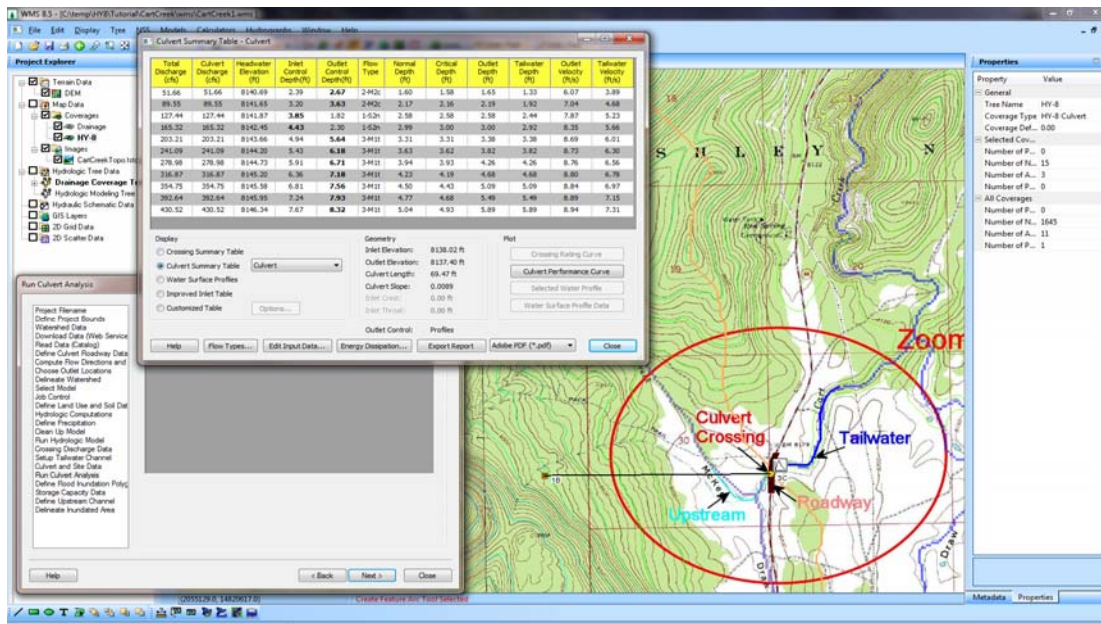 WMS 8.5 - [C:\temp\HY8\Tutorial\CartCreek\wms\CartCreek1.wms]
File Edit Display Tree NSS Models Calculators Hydrographs Window Help
Project Explorer
Terrain Data
DEM
Map Data
Coverages
Drainage
HY-8
Images
Hydrologic Tree Data
Drainage Coverage
Hydrologic Modeling Tree
Hydraulic Schematic Data
GIS Layers
2D Grid Data
2D Scatter Data
Culvert Summary Table - Culvert
Total Discharge (cfs) Culvert Discharge (cfs) Headwater Elevation (ft) Inlet Control Depth(ft) Outlet Control Depth(ft) Flow Type Normal Depth (ft) Critical Depth (ft) Outlet Depth (ft) Tailwater Depth (ft) Outlet Velocity (ft/s) Tailwater Velocity (ft/s)
51.66 51.66 8140.69 2.39 2.67 2-M2c 1.60 1.58 1.65 1.33 6.07 3.89
89.55 89.55 8141.65 3.20 3.63 2-M2c 2.17 2.16 2.19 1.92 7.04 4.68
127.44 127.44 8141.87 3.85 1.82 1-S2n 2.58 2.58 2.58 2.44 7.87 5.23
165.32 165.32 8142.45 4.43 2.30 1-S2n 2.99 3.00 3.00 2.92 8.35 5.66
203.21 203.21 8143.66 4.94 5.64 3-M1t 3.31 3.31 3.38 3.38 8.69 6.01
241.09 241.09 8144.20 5.43 6.18 3-M1t 3.63 3.62 3.82 3.82 8.73 6.30
278.98 278.98 8144.73 5.91 6.71 3-M1t 3.94 3.93 4.26 4.26 8.76 6.56
316.87 316.87 8145.20 6.36 7.18 3-M1t 4.23 4.19 4.68 4.68 8.80 6.78
354.75 354.75 8145.58 6.81 7.56 3-M1t 4.50 4.43 5.09 5.09 8.84 6.97
392.64 392.64 8145.95 7.24 7.93 3-M1t 4.77 4.68 5.49 5.49 8.89 7.15
430.52 430.52 8146.34 7.67 8.32 3-M1t 5.04 4.93 5.89 5.89 8.94 7.31
Display
Crossing Summary Table
Culvert Summary Table Culvert
Water Surface Profiles
Improved Inlet Table
Customized Table Options...
Geometry
Inlet Elevation: 8138.02 ft
Outlet Elevation: 8137.40 ft
Culvert Length: 69.47 ft
Culvert Slope: 0.0089
Inlet Crest: 0.00 ft
Inlet Throat: 0.00 ft
Outlet Control: Profiles
Plot
Crossing Rating Curve
Culvert Performance Curve
Selected Water Profile
Water Surface Profile Data
Help Flow Types... Edit Input Data... Energy Dissipation... Export Report Adobe PDF (*.pdf) Close
Run Culvert Analysis
Project Filename
Define Project Bounds
Watershed Data
Download Data (Web Service
Read Data (Catalog)
Define Culvert Roadway Data
Compute Flow Directions and
Choose Outlet Locations
Delineate Watershed
Select Model
Job Control
Define Land Use and Soil Dat
Hydrologic Computations
Define Precipitation
Clean Up Model
Run Hydrologic Model
Crossing Discharge Data
Setup Tailwater Channel
Culvert and Site Data
Run Culvert Analysis
Define Flood Inundation Polyg
Storage Capacity Data
Define Upstream Channel
Delineate Inundated Area
Help < Back Next > Close
S H L E Y N
18
19
20
30
8122
Zoom
Culvert Crossing
Tailwater
Roadway
Upstream
1B
3C
Cart
McKee
Draw
Draw
(2055129.0, 14820617.0) Create Feature Arc Tool Selected
Properties
Property Value
General
Tree Name HY-8
Coverage Type HY-8 Culvert
Coverage Def... 0.00
Selected Cov...
Number of P... 0
Number of N... 15
Number of A... 3
Number of P... 0
All Coverages
Number of P... 0
Number of N... 1645
Number of A... 11
Number of P... 1
Metadata Properties